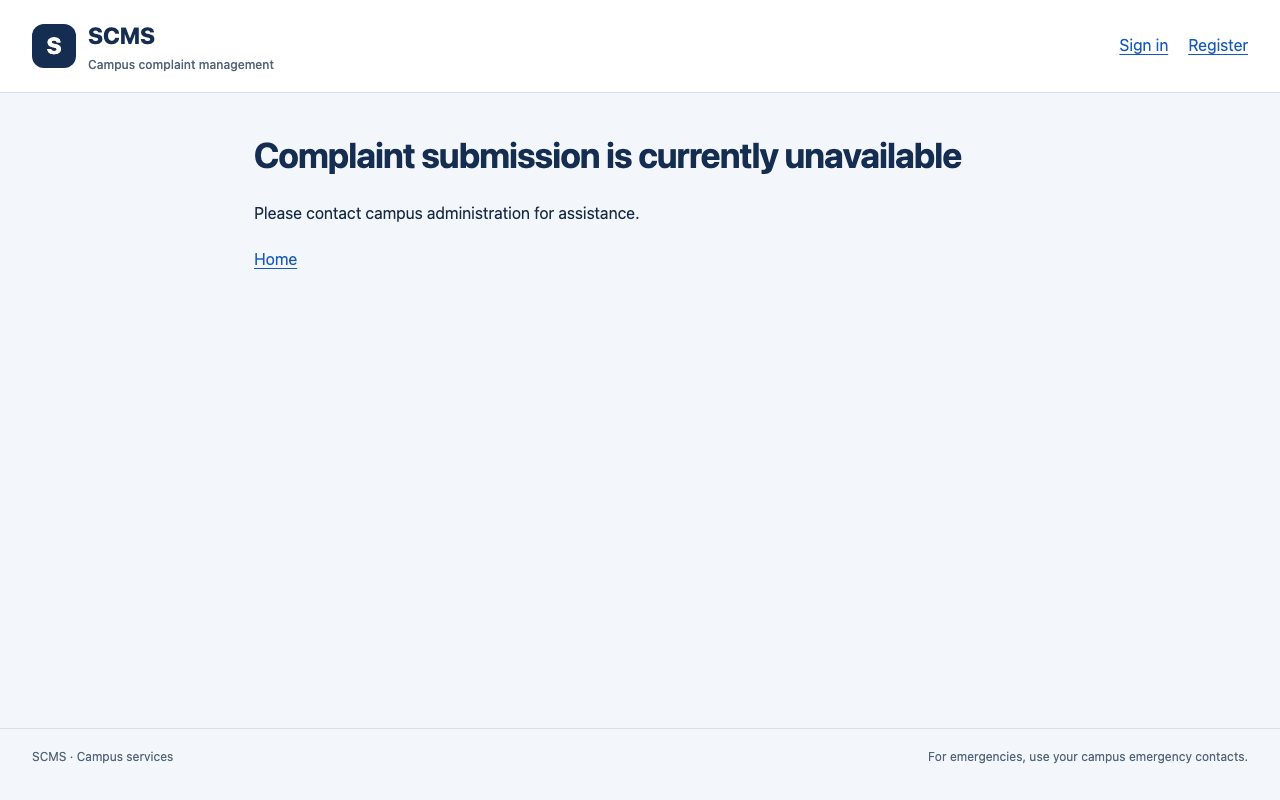 S
SCMS
Campus complaint management
Sign in
Register
Complaint submission is currently unavailable
Please contact campus administration for assistance.
Home
SCMS · Campus services
For emergencies, use your campus emergency contacts.